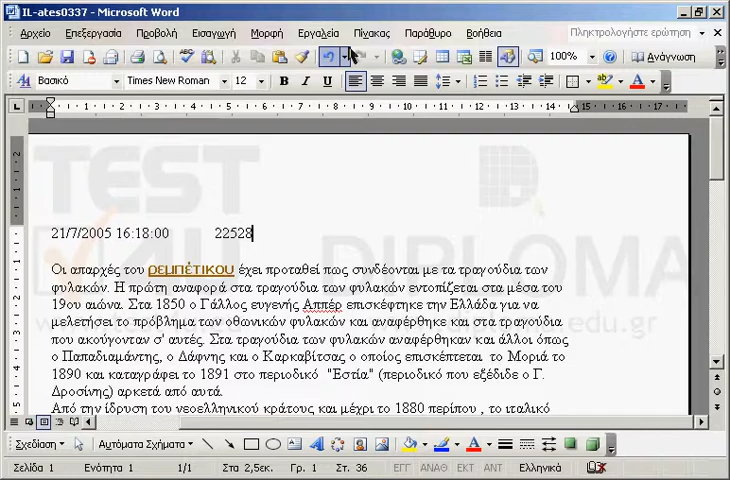 IL-ates0337 - Microsoft Word
Αρχείο Επεξεργασία Προβολή Εισαγωγή Μορφή Εργαλεία Πίνακας Παράθυρο Βοήθεια Πληκτρολογήστε ερώτηση
100% Ανάγνωση
Βασικό Times New Roman 12 B I U
21/7/2005 16:18:00 22528
Οι απαρχές του ρεμπέτικου έχει προταθεί πως συνδέονται με τα τραγούδια των
φυλακών. Η πρώτη αναφορά στα τραγούδια των φυλακών εντοπίζεται στα μέσα του
19ου αιώνα. Στα 1850 ο Γάλλος ευγενής Αππέρ επισκέφτηκε την Ελλάδα για να
μελετήσει το πρόβλημα των οθωνικών φυλακών και αναφέρθηκε και στα τραγούδια
που ακούγονταν σ' αυτές. Στα τραγούδια των φυλακών αναφέρθηκαν και άλλοι όπως
ο Παπαδιαμάντης, ο Δάφνης και ο Καρκαβίτσας ο οποίος επισκέπτεται το Μοριά το
1890 και καταγράφει το 1891 στο περιοδικό "Εστία" (περιοδικό που εξέδιδε ο Γ.
Δροσίνης) αρκετά από αυτά.
Από την ίδρυση του νεοελληνικού κράτους και μέχρι το 1880 περίπου , το ιταλικό
Σχεδίαση Αυτόματα Σχήματα
Σελίδα 1 Ενότητα 1 1/1 Στα 2,5εκ. Γρ. 1 Στ. 36 ΕΓΓ ΑΝΑΘ ΕΚΤ ΑΝΤ Ελληνικά
TEST
4U
DIPLOMA